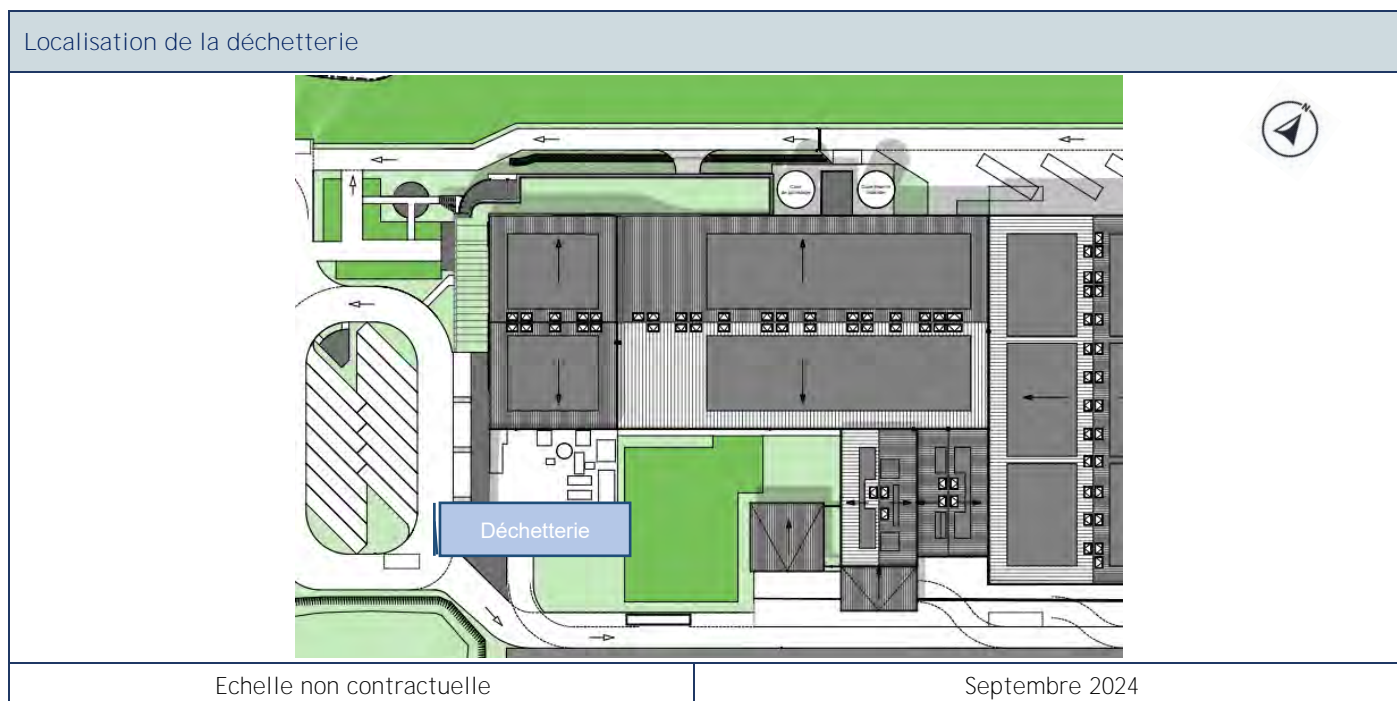 Localisation de la déchetterie
N
Déchetterie
Echelle non contractuelle
Septembre 2024